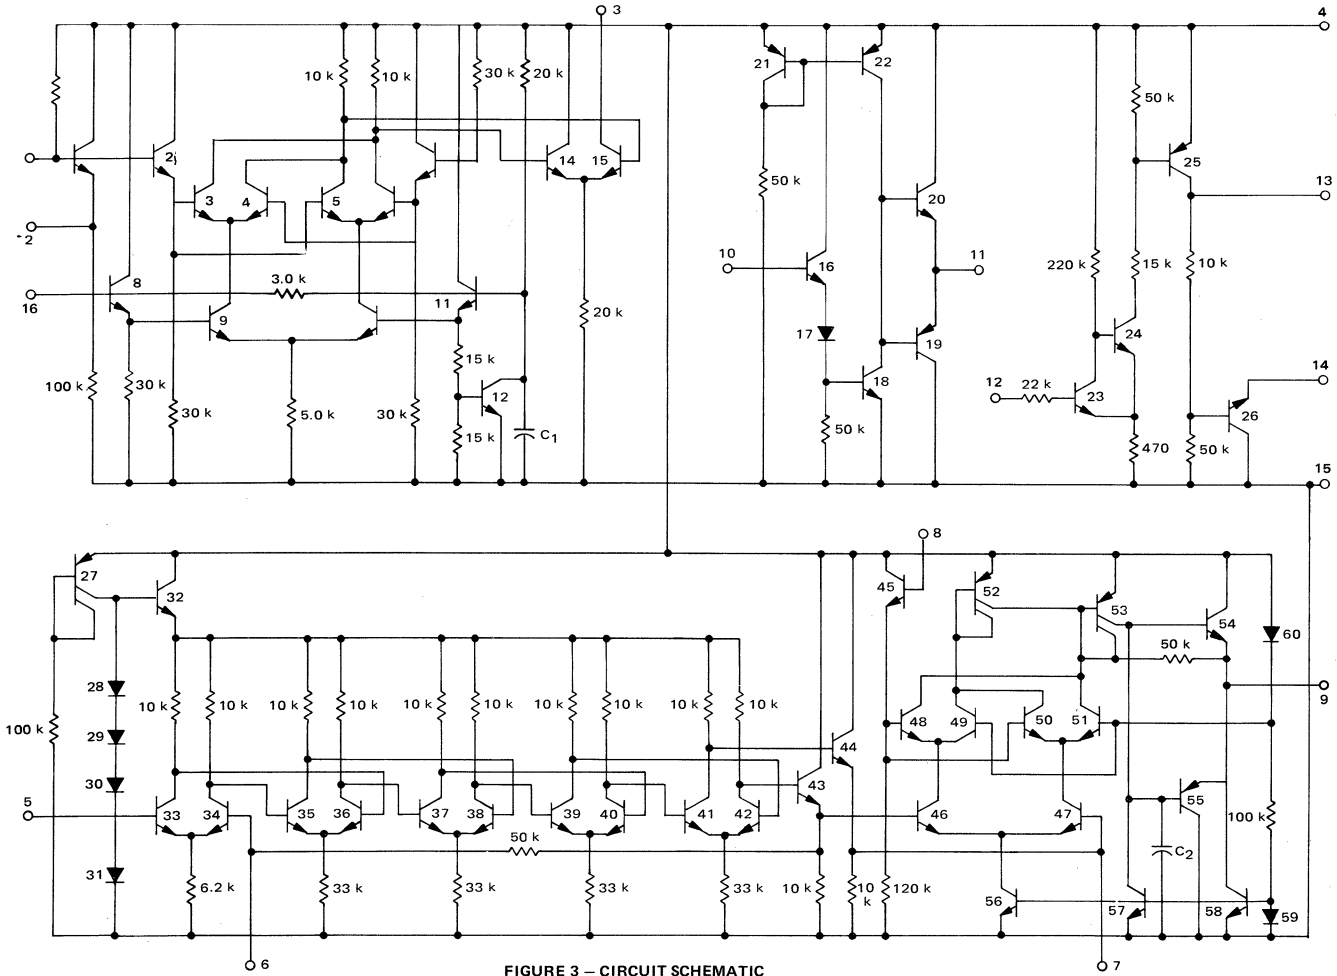 3
4
10 k
10 k
30 k
20 k
21
22
50 k
2
14
15
25
3
4
5
50 k
20
13
2
10
11
8
3.0 k
16
220 k
15 k
10 k
16
11
9
20 k
17
24
19
15 k
14
100 k
30 k
12
18
12
22 k
23
30 k
5.0 k
30 k
26
15 k
C1
50 k
470
50 k
15
8
27
45
52
32
53
54
60
50 k
28
9
10 k
10 k
10 k
10 k
10 k
10 k
10 k
10 k
10 k
10 k
48
49
50
51
100 k
29
44
30
43
55
5
33
34
35
36
37
38
39
40
41
42
46
47
100 k
50 k
C2
31
6.2 k
33 k
33 k
33 k
33 k
10 k
10
k
120 k
56
57
58
59
6
7
FIGURE 3 – CIRCUIT SCHEMATIC